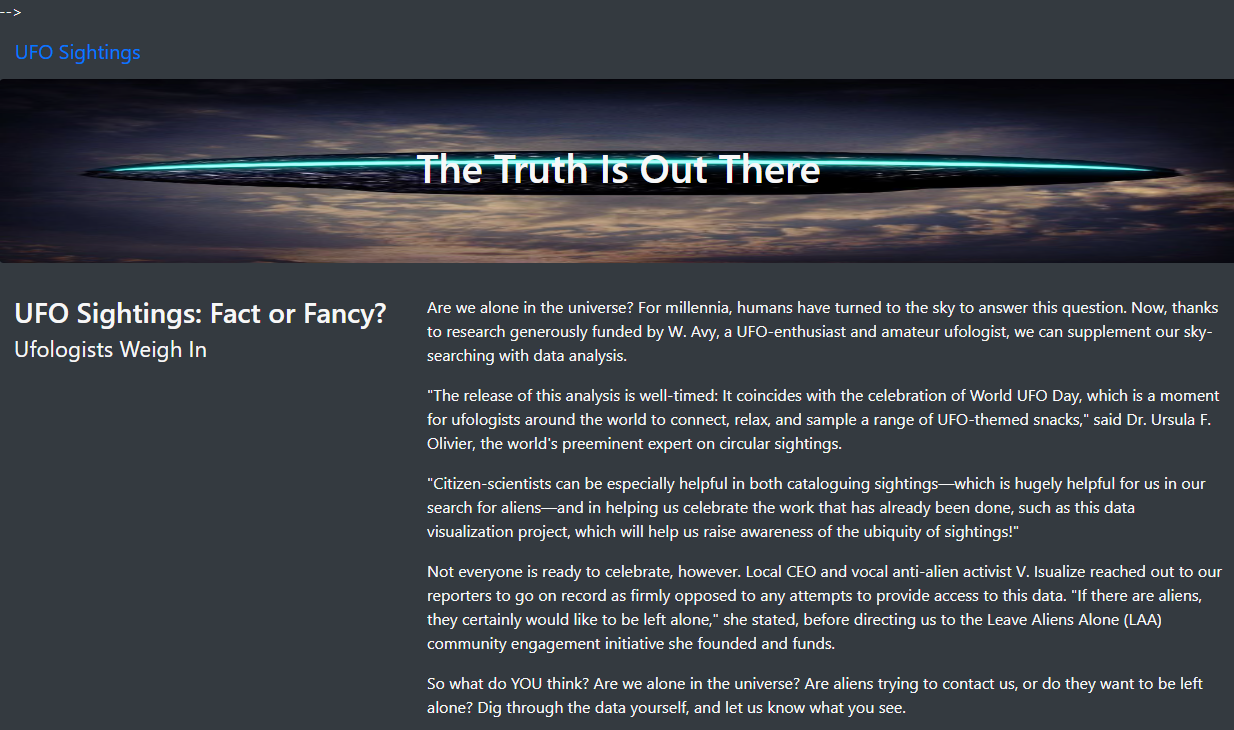 -->
UFO Sightings
The Truth Is Out There
UFO Sightings: Fact or Fancy?
Ufologists Weigh In
Are we alone in the universe? For millennia, humans have turned to the sky to answer this question. Now, thanks
to research generously funded by W. Avy, a UFO-enthusiast and amateur ufologist, we can supplement our sky-
searching with data analysis.
"The release of this analysis is well-timed: It coincides with the celebration of World UFO Day, which is a moment
for ufologists around the world to connect, relax, and sample a range of UFO-themed snacks," said Dr. Ursula F.
Olivier, the world's preeminent expert on circular sightings.
"Citizen-scientists can be especially helpful in both cataloguing sightings—which is hugely helpful for us in our
search for aliens—and in helping us celebrate the work that has already been done, such as this data
visualization project, which will help us raise awareness of the ubiquity of sightings!"
Not everyone is ready to celebrate, however. Local CEO and vocal anti-alien activist V. Isualize reached out to our
reporters to go on record as firmly opposed to any attempts to provide access to this data. "If there are aliens,
they certainly would like to be left alone," she stated, before directing us to the Leave Aliens Alone (LAA)
community engagement initiative she founded and funds.
So what do YOU think? Are we alone in the universe? Are aliens trying to contact us, or do they want to be left
alone? Dig through the data yourself, and let us know what you see.